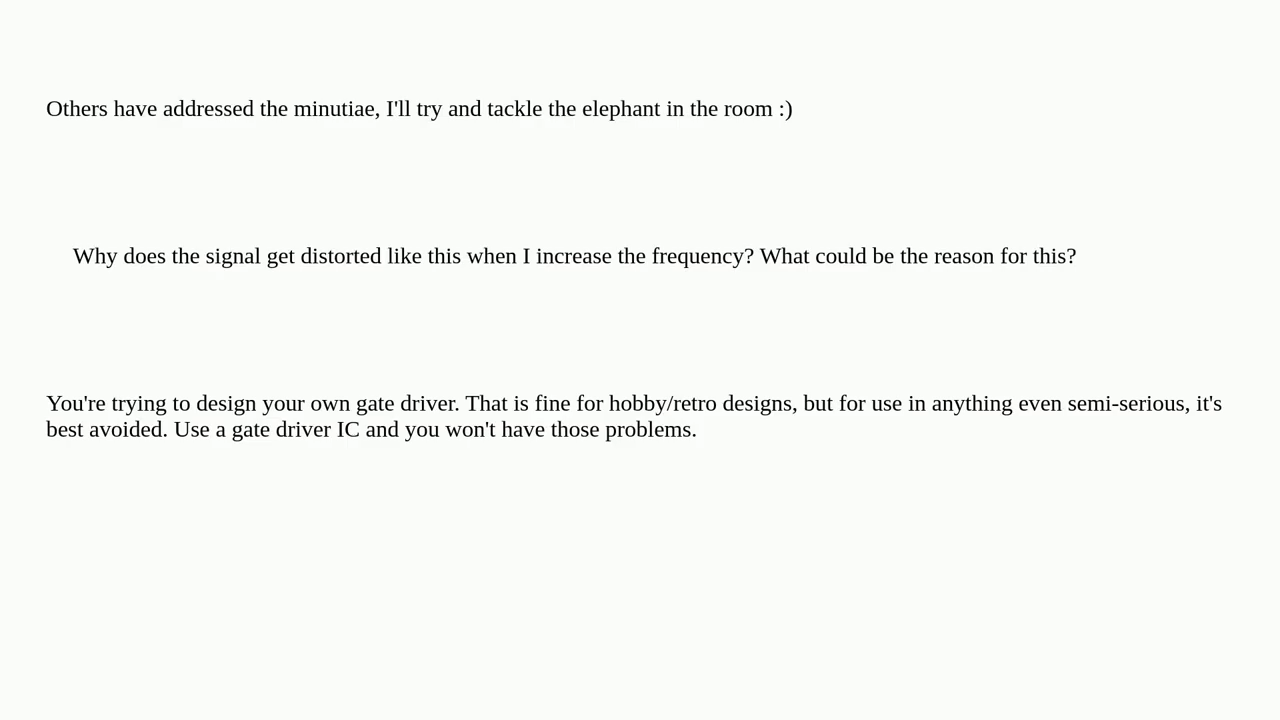 Others have addressed the minutiae, I'll try and tackle the elephant in the room :)
Why does the signal get distorted like this when I increase the frequency? What could be the reason for this?
You're trying to design your own gate driver. That is fine for hobby/retro designs, but for use in anything even semi-serious, it's
best avoided. Use a gate driver IC and you won't have those problems.